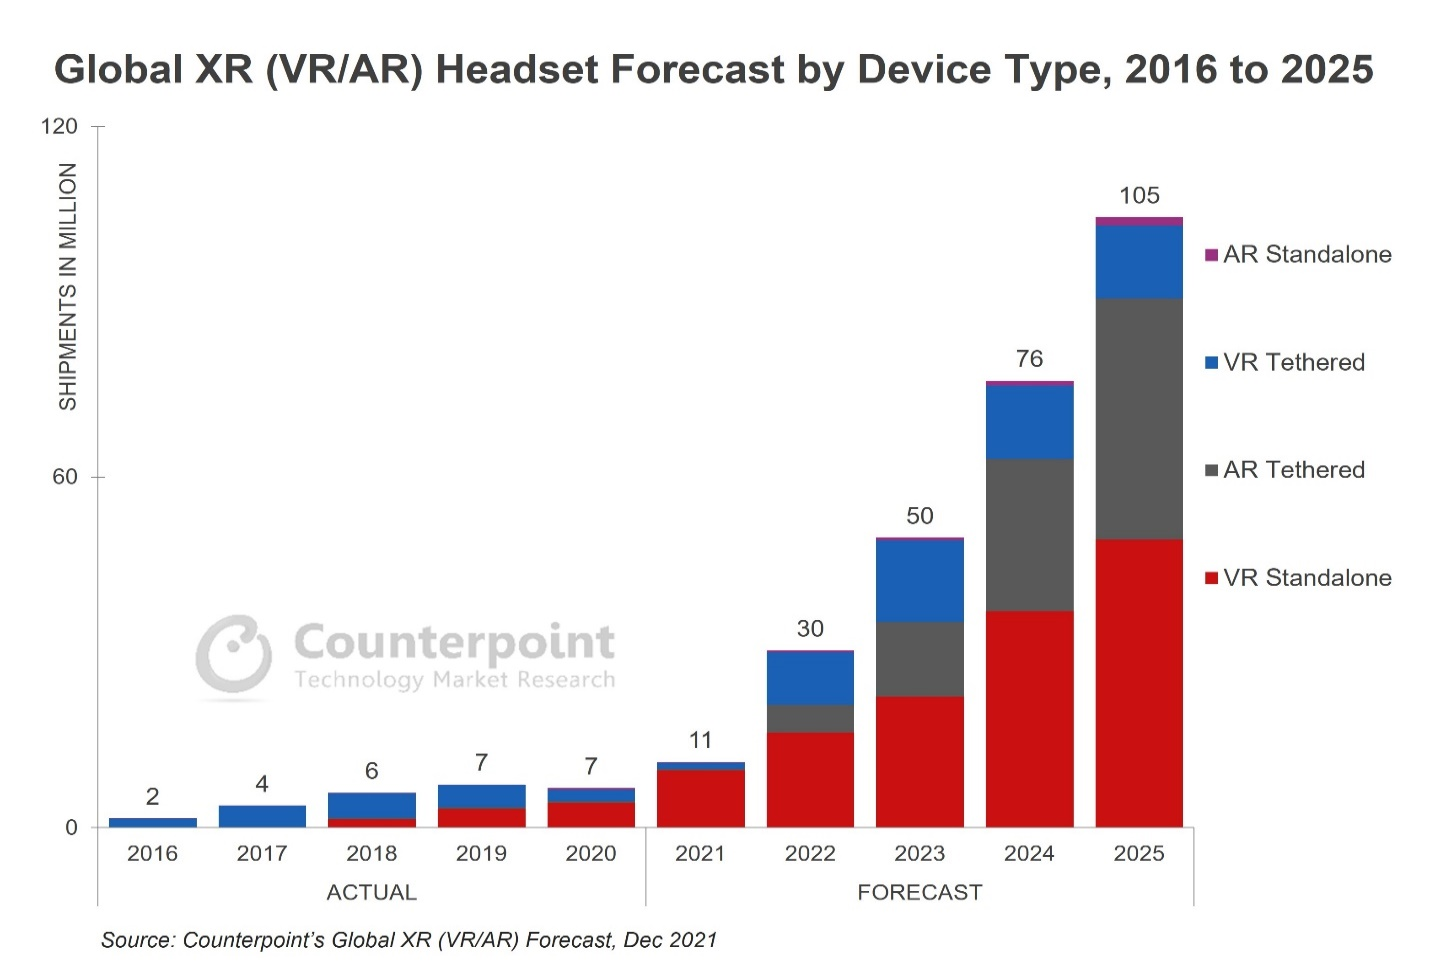 Global XR (VR/AR) Headset Forecast by Device Type, 2016 to 2025
120
SHIPMENTS IN MILLION
105
AR Standalone
76
VR Tethered
60
AR Tethered
50
VR Standalone
30
Counterpoint
Technology Market Research
11
7
7
6
4
2
0
2016 2017 2018 2019 2020 2021 2022 2023 2024 2025
ACTUAL FORECAST
Source: Counterpoint's Global XR (VR/AR) Forecast, Dec 2021